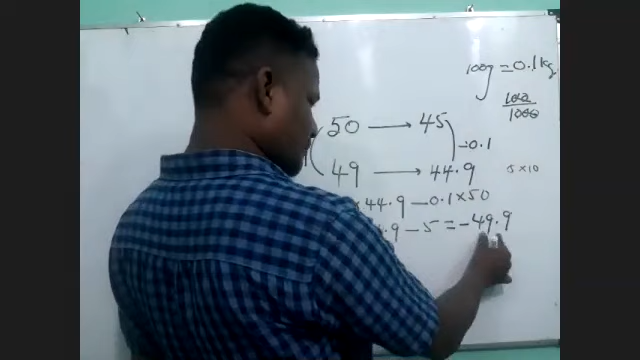 100g = 0.1kg
100
1000
50 → 45
-0.1
49 → 44.9
5 × 10
× 44.9 - 0.1 × 50
.9 - 5 = -49.9